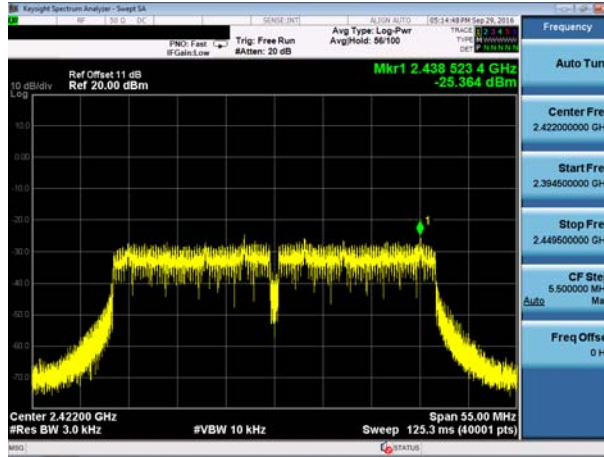 Keysight Spectrum Analyzer - Swept SA
RF 50 Ω DC SENSE:INT ALIGN AUTO 05:14:48 PM Sep 29, 2016
PNO: Fast Trig: Free Run Avg Type: Log-Pwr TRACE 1 2 3 4 5 6
IFGain:Low #Atten: 20 dB Avg|Hold: 56/100 TYPE M
DET P N N N N N
Ref Offset 11 dB Mkr1 2.438 523 4 GHz
10 dB/div Ref 20.00 dBm -25.364 dBm
Log
10.0
0.00
-10.0
-20.0
-30.0
-40.0
-50.0
-60.0
-70.0
1
Center 2.42200 GHz Span 55.00 MHz
#Res BW 3.0 kHz #VBW 10 kHz Sweep 125.3 ms (40001 pts)
MSG STATUS
Frequency
Auto Tun
Center Fre
2.422000000 GH
Start Fre
2.394500000 GH
Stop Fre
2.449500000 GH
CF Ste
5.500000 MH
Auto Ma
Freq Offse
0 H